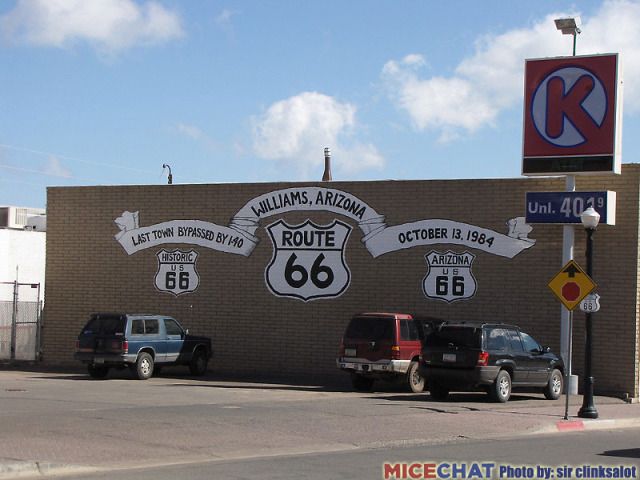 WILLIAMS, ARIZONA
LAST TOWN BYPASSED BY I-40
OCTOBER 13, 1984
HISTORIC
US
66
ROUTE
66
ARIZONA
US
66
K
Unl. 401 9
66
MICECHAT Photo by: sir clinksalot